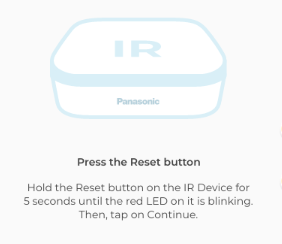 IR
Panasonic
Press the Reset button
Hold the Reset button on the IR Device for
5 seconds until the red LED on it is blinking.
Then, tap on Continue.